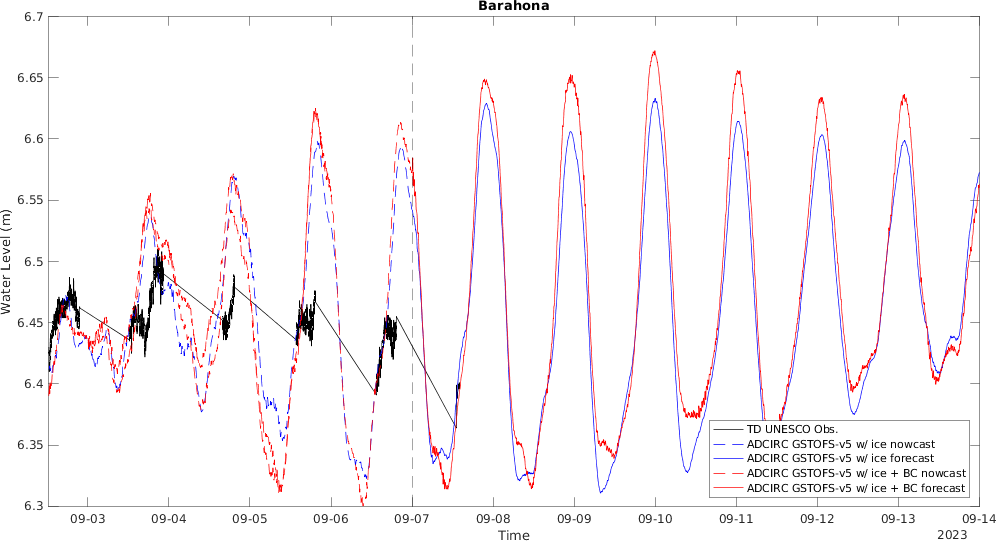 Barahona
6.7
6.65
6.6
6.55
6.5
6.45
6.4
6.35
6.3
Water Level (m)
TD UNESCO Obs.
ADCIRC GSTOFS-v5 w/ ice nowcast
ADCIRC GSTOFS-v5 w/ ice forecast
ADCIRC GSTOFS-v5 w/ ice + BC nowcast
ADCIRC GSTOFS-v5 w/ ice + BC forecast
09-03 09-04 09-05 09-06 09-07 09-08 09-09 09-10 09-11 09-12 09-13 09-14
Time
2023